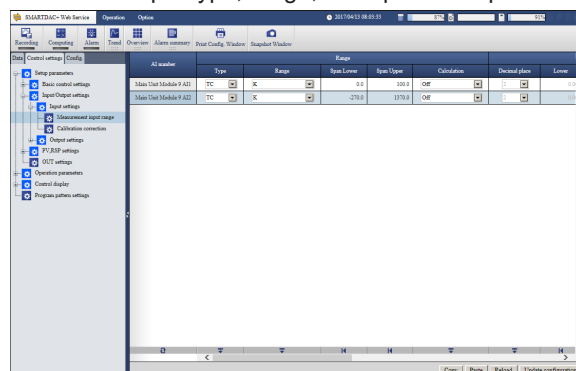 SMARTDAC+ Web Service Operation Option 2017/04/13 08:03:33 87% 91%
Recording Computing Alarm Trend Overview Alarm summary Print Config. Window Snapshot Window
Data Control settings Config.
Setup parameters
Basic control settings
Input/Output settings
Input settings
Measurement input range
Calibration correction
Output settings
PV,RSP settings
OUT settings
Operation parameters
Control display
Program pattern settings
AI number Range
Type Range Span Lower Span Upper Calculation Decimal place Lower
Main Unit Module 9 AI1 TC K 0.0 100.0 Off
Main Unit Module 9 AI2 TC K -270.0 1370.0 Off
Copy Paste Reload Update configuration